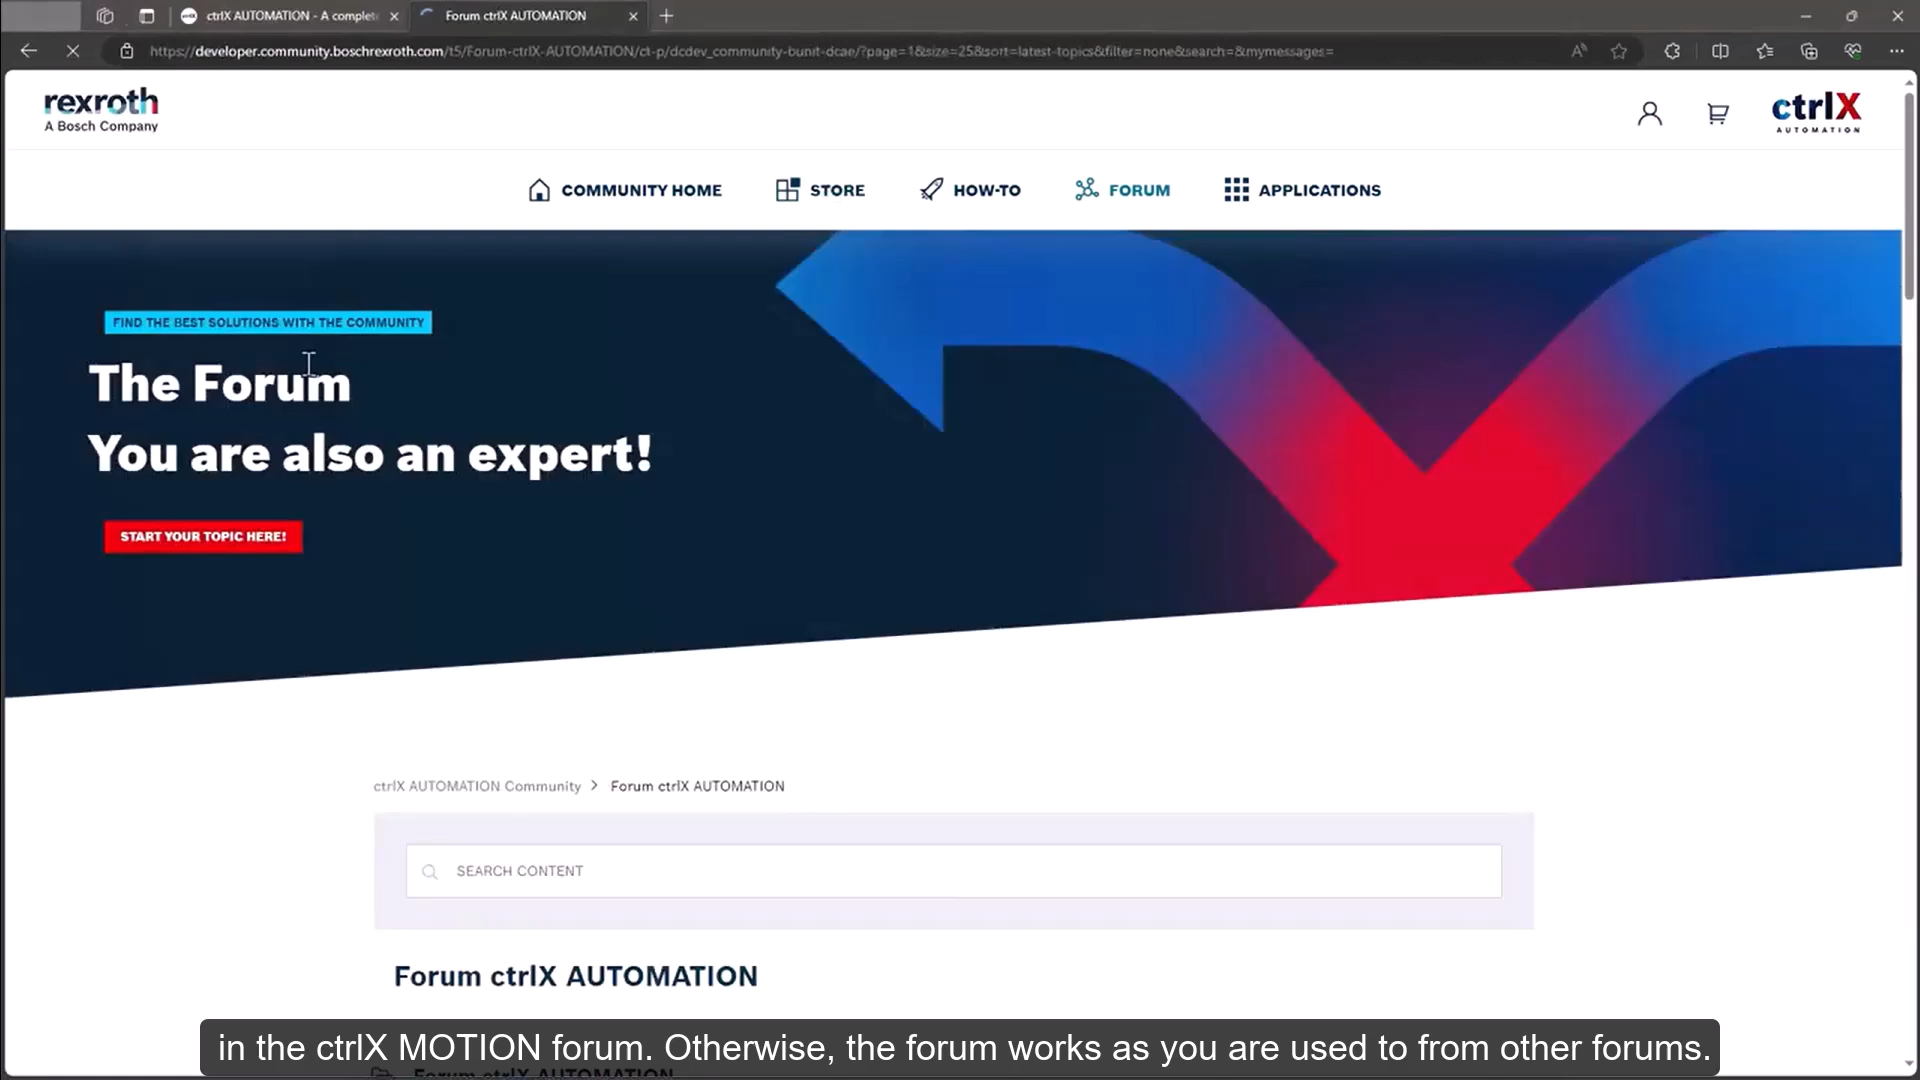 ctrlX AUTOMATION - A complet
Forum ctrlX AUTOMATION
https://developer.community.boschrexroth.com/t5/Forum-ctrlX-AUTOMATION/ct-p/dcdev_community-bunit-dcae/?page=1&size=25&sort=latest-topics&filter=none&search=&mymessages=
rexroth
A Bosch Company
ctrlX
AUTOMATION
COMMUNITY HOME
STORE
HOW-TO
FORUM
APPLICATIONS
FIND THE BEST SOLUTIONS WITH THE COMMUNITY
The Forum
You are also an expert!
START YOUR TOPIC HERE!
ctrlX AUTOMATION Community > Forum ctrlX AUTOMATION
SEARCH CONTENT
Forum ctrlX AUTOMATION
in the ctrlX MOTION forum. Otherwise, the forum works as you are used to from other forums.
Forum ctrlX AUTOMATION